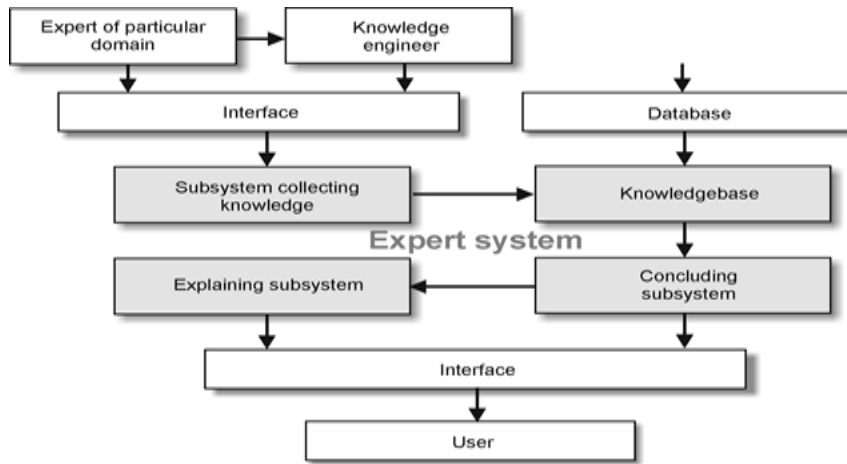 Expert of particular
domain
Knowledge
engineer
Interface
Database
Subsystem collecting
knowledge
Knowledgebase
Expert system
Explaining subsystem
Concluding
subsystem
Interface
User